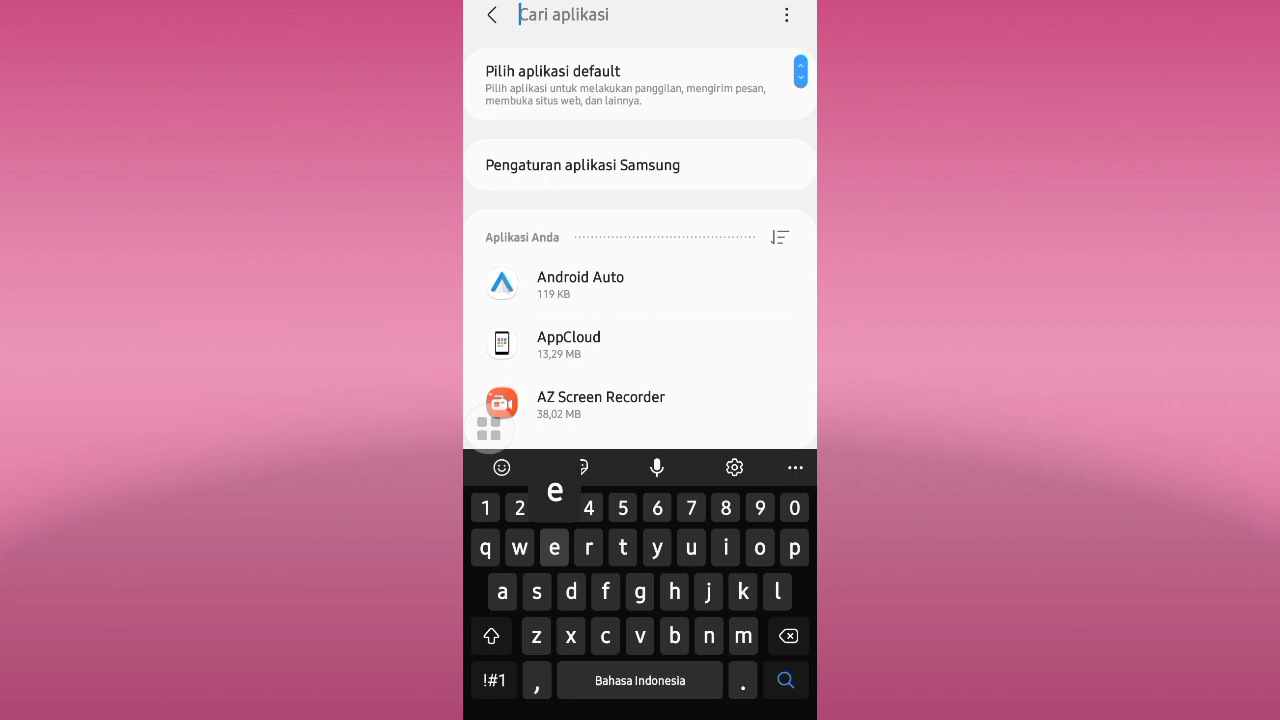 Cari aplikasi
Pilih aplikasi default
Pilih aplikasi untuk melakukan panggilan, mengirim pesan,
membuka situs web, dan lainnya.
Pengaturan aplikasi Samsung
Aplikasi Anda
Android Auto
119 KB
AppCloud
13,29 MB
AZ Screen Recorder
38,02 MB
e
1 2 4 5 6 7 8 9 0
q w e r t y u i o p
a s d f g h j k l
z x c v b n m
!#1 , Bahasa Indonesia .